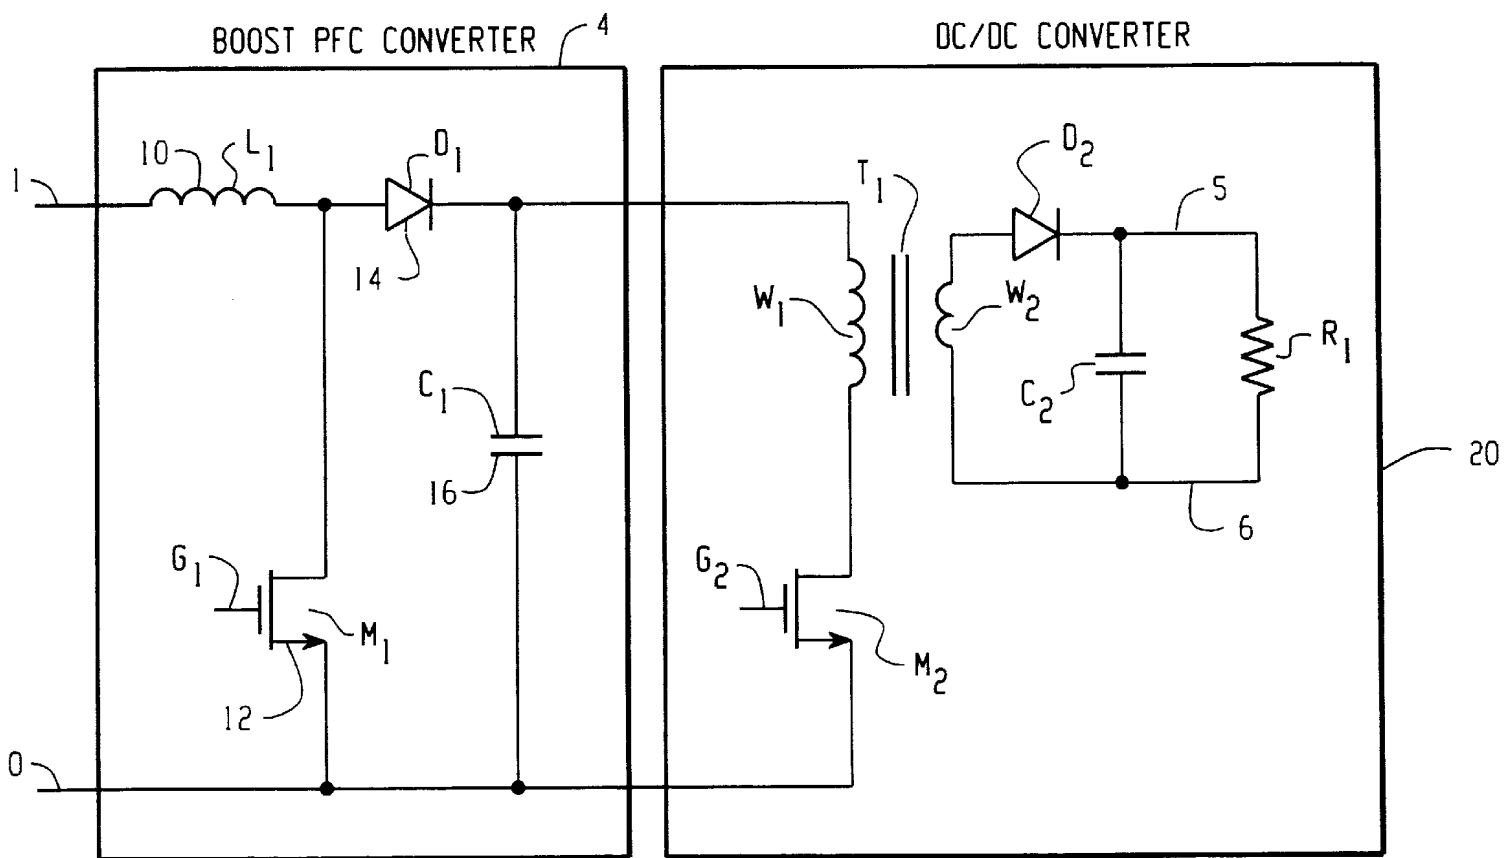 BOOST PFC CONVERTER
4
DC/DC CONVERTER
10
L1
D1
D2
1
T1
5
14
W1
W2
R1
C1
C2
16
20
6
G1
G2
M1
M2
12
0